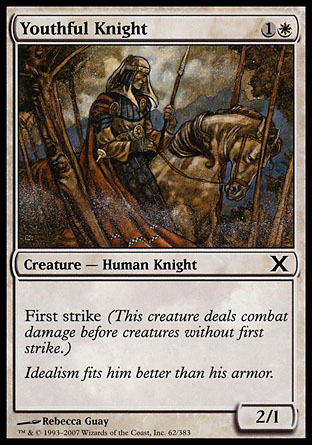 Youthful Knight 1
Creature — Human Knight X
First strike (This creature deals combat
damage before creatures without first
strike.)
Idealism fits him better than his armor.
Rebecca Guay
™ & © 1993-2007 Wizards of the Coast, Inc. 62/383
2/1